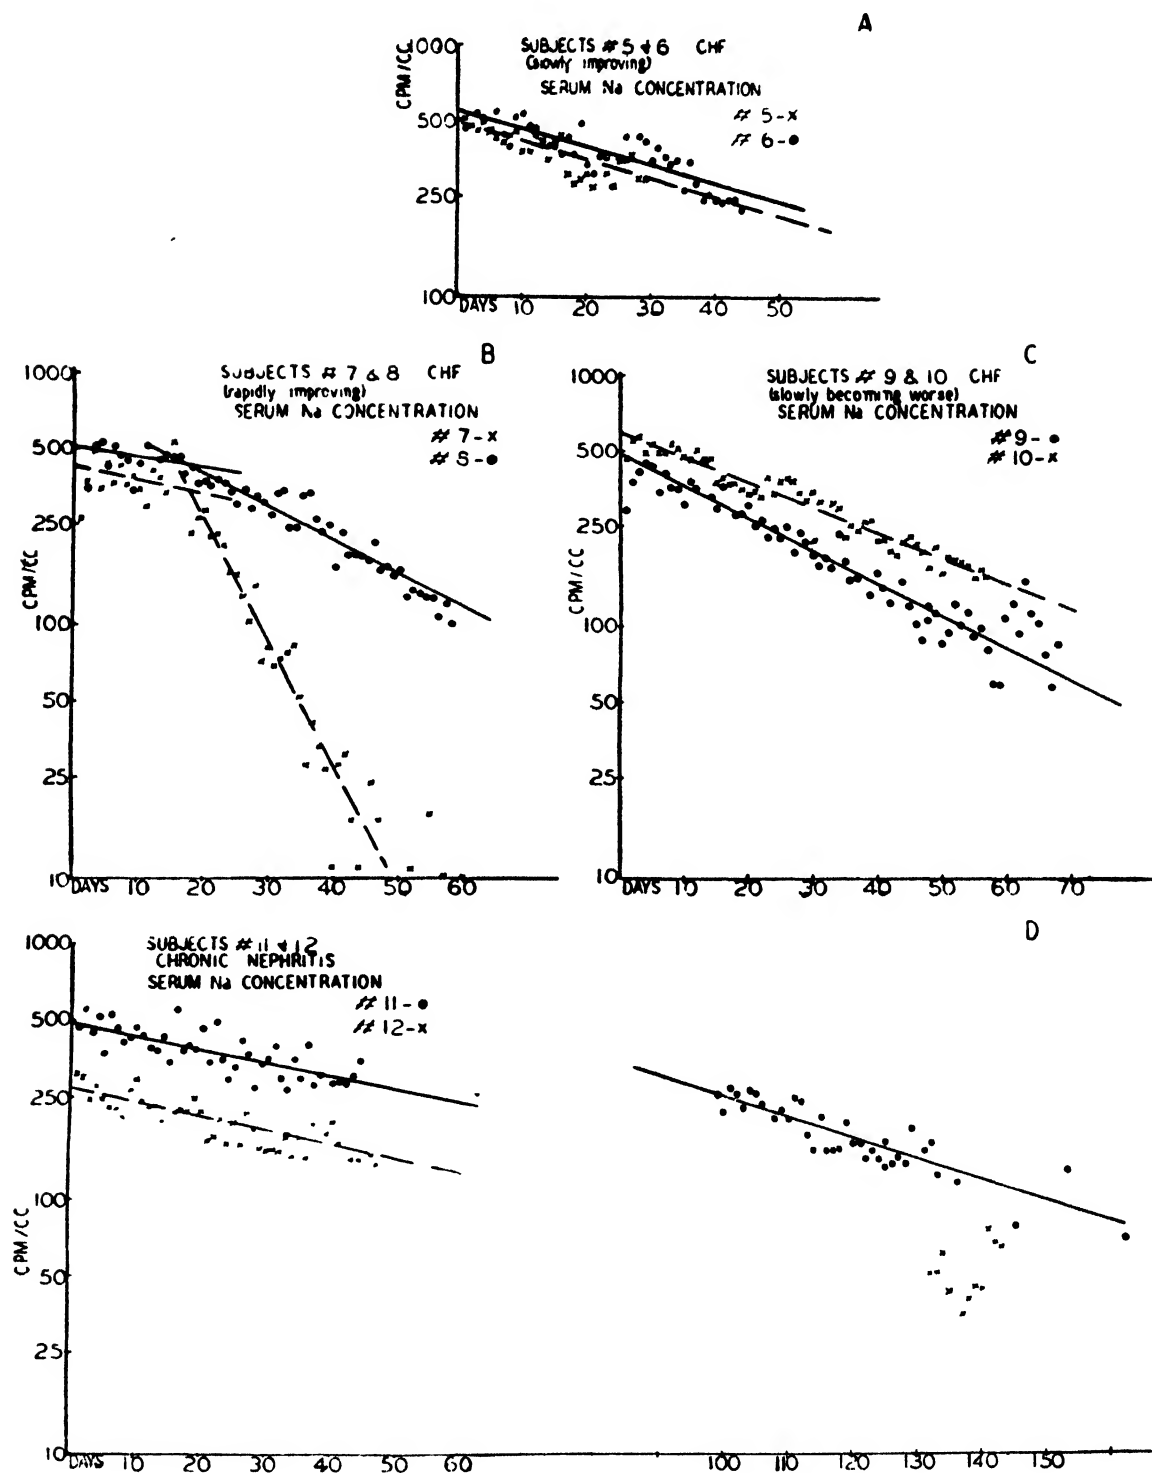 A
SUBJECTS # 5 & 6 CHF
(slowly improving)
SERUM Na CONCENTRATION
# 5-x
# 6-●
CPM/CC
1000
500
250
100
DAYS 10 20 30 40 50
B
SUBJECTS # 7 & 8 CHF
(rapidly improving)
SERUM Na CONCENTRATION
# 7-x
# 8-●
CPM/CC
1000
500
250
100
50
25
10
DAYS 10 20 30 40 50 60
C
SUBJECTS # 9 & 10 CHF
(slowly becoming worse)
SERUM Na CONCENTRATION
# 9-●
# 10-x
CPM/CC
1000
500
250
100
50
25
10
DAYS 10 20 30 40 50 60 70
D
SUBJECTS # 11 & 12
CHRONIC NEPHRITIS
SERUM Na CONCENTRATION
# 11-●
# 12-x
CPM/CC
1000
500
250
100
50
25
10
DAYS 10 20 30 40 50 60 100 110 120 130 140 150